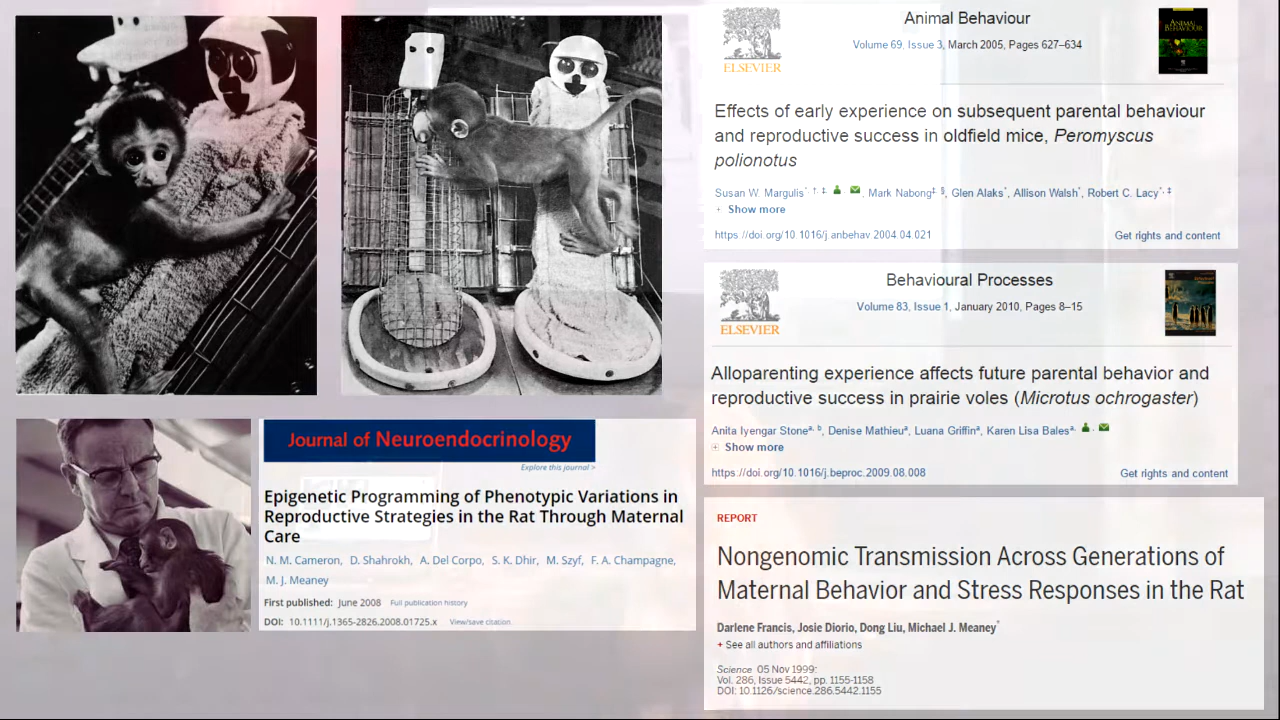 ELSEVIER
Animal Behaviour
Volume 69, Issue 3, March 2005, Pages 627–634
ANIMAL
BEHAVIOUR
Effects of early experience on subsequent parental behaviour
and reproductive success in oldfield mice, Peromyscus
polionotus
Susan W. Margulis*, †, ‡, Mark Nabong‡, §, Glen Alaks*, Allison Walsh*, Robert C. Lacy*, ‡
+ Show more
https://doi.org/10.1016/j.anbehav.2004.04.021
Get rights and content
ELSEVIER
Behavioural Processes
Volume 83, Issue 1, January 2010, Pages 8–15
Alloparenting experience affects future parental behavior and
reproductive success in prairie voles (Microtus ochrogaster)
Anita Iyengar Stoneᵃ, ᵇ, Denise Mathieuᵃ, Luana Griffinᵃ, Karen Lisa Balesᵃ,
+ Show more
https://doi.org/10.1016/j.beproc.2009.08.008
Get rights and content
Journal of Neuroendocrinology
Explore this journal >
Epigenetic Programming of Phenotypic Variations in
Reproductive Strategies in the Rat Through Maternal
Care
N. M. Cameron, D. Shahrokh, A. Del Corpo, S. K. Dhir, M. Szyf, F. A. Champagne,
M. J. Meaney
First published: June 2008 Full publication history
DOI: 10.1111/j.1365-2826.2008.01725.x View/save citation
REPORT
Nongenomic Transmission Across Generations of
Maternal Behavior and Stress Responses in the Rat
Darlene Francis, Josie Diorio, Dong Liu, Michael J. Meaney*
+ See all authors and affiliations
Science 05 Nov 1999:
Vol. 286, Issue 5442, pp. 1155-1158
DOI: 10.1126/science.286.5442.1155